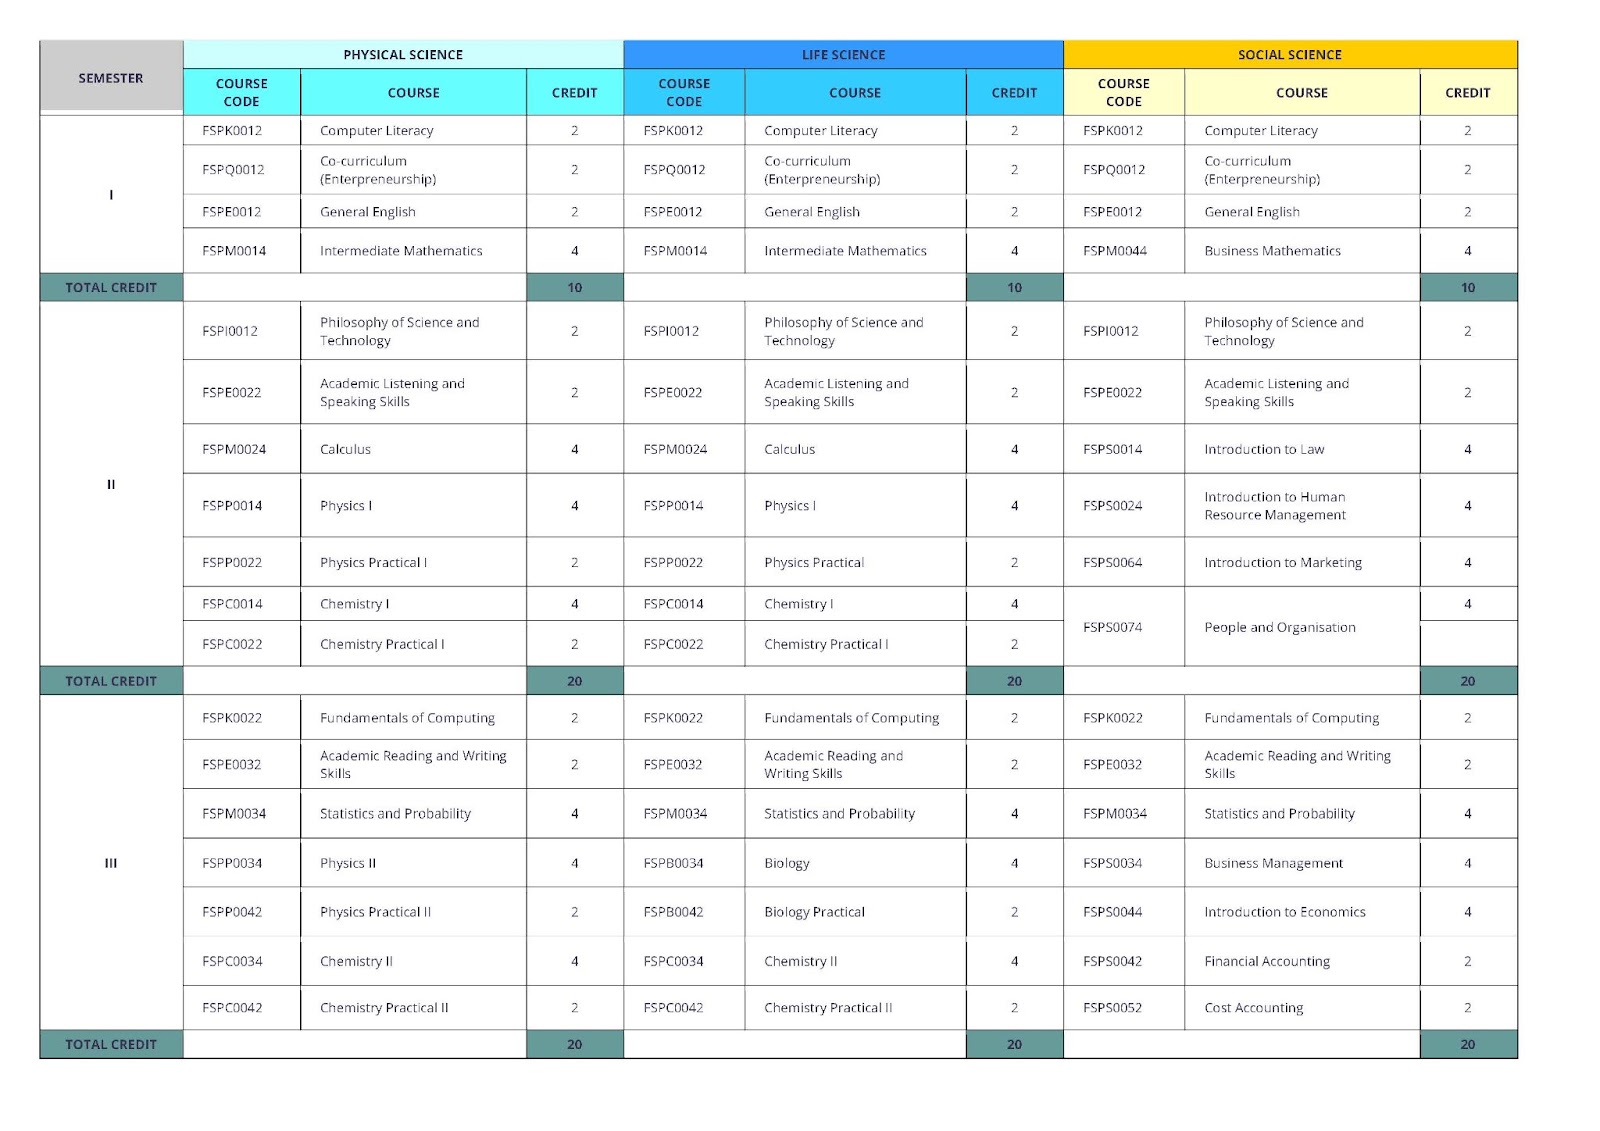 SEMESTER
PHYSICAL SCIENCE
LIFE SCIENCE
SOCIAL SCIENCE
COURSE
CODE
COURSE
CREDIT
COURSE
CODE
COURSE
CREDIT
COURSE
CODE
COURSE
CREDIT
I
FSPK0012 Computer Literacy 2 FSPK0012 Computer Literacy 2 FSPK0012 Computer Literacy 2
FSPQ0012
Co-curriculum
(Enterpreneurship)
2
FSPQ0012
Co-curriculum
(Enterpreneurship)
2
FSPQ0012
Co-curriculum
(Enterpreneurship)
2
FSPE0012 General English 2 FSPE0012 General English 2 FSPE0012 General English 2
FSPM0014 Intermediate Mathematics 4 FSPM0014 Intermediate Mathematics 4 FSPM0044 Business Mathematics 4
TOTAL CREDIT 10 10 10
II
FSPI0012
Philosophy of Science and
Technology
2
FSPI0012
Philosophy of Science and
Technology
2
FSPI0012
Philosophy of Science and
Technology
2
FSPE0022
Academic Listening and
Speaking Skills
2
FSPE0022
Academic Listening and
Speaking Skills
2
FSPE0022
Academic Listening and
Speaking Skills
2
FSPM0024 Calculus 4 FSPM0024 Calculus 4 FSPS0014 Introduction to Law 4
FSPP0014 Physics I 4 FSPP0014 Physics I 4 FSPS0024
Introduction to Human
Resource Management
4
FSPP0022 Physics Practical I 2 FSPP0022 Physics Practical 2 FSPS0064 Introduction to Marketing 4
FSPC0014 Chemistry I 4 FSPC0014 Chemistry I 4 FSPS0074 People and Organisation 4
FSPC0022 Chemistry Practical I 2 FSPC0022 Chemistry Practical I 2
TOTAL CREDIT 20 20 20
III
FSPK0022 Fundamentals of Computing 2 FSPK0022 Fundamentals of Computing 2 FSPK0022 Fundamentals of Computing 2
FSPE0032
Academic Reading and Writing
Skills
2
FSPE0032
Academic Reading and
Writing Skills
2
FSPE0032
Academic Reading and Writing
Skills
2
FSPM0034 Statistics and Probability 4 FSPM0034 Statistics and Probability 4 FSPM0034 Statistics and Probability 4
FSPP0034 Physics II 4 FSPB0034 Biology 4 FSPS0034 Business Management 4
FSPP0042 Physics Practical II 2 FSPB0042 Biology Practical 2 FSPS0044 Introduction to Economics 4
FSPC0034 Chemistry II 4 FSPC0034 Chemistry II 4 FSPS0042 Financial Accounting 2
FSPC0042 Chemistry Practical II 2 FSPC0042 Chemistry Practical II 2 FSPS0052 Cost Accounting 2
TOTAL CREDIT 20 20 20